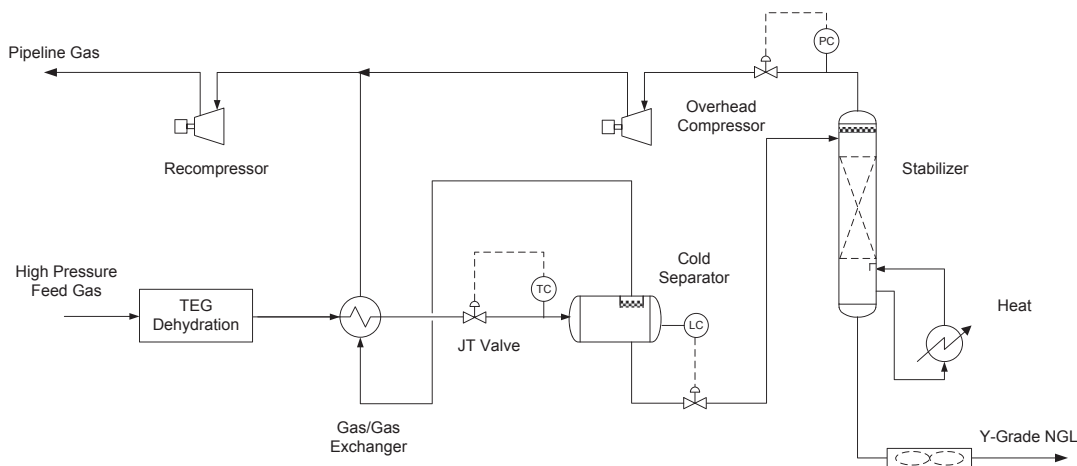 PC
Pipeline Gas
Overhead
Compressor
Recompressor
Stabilizer
Cold
Separator
High Pressure
Feed Gas
TEG
Dehydration
TC
LC
Heat
JT Valve
Gas/Gas
Exchanger
Y-Grade NGL